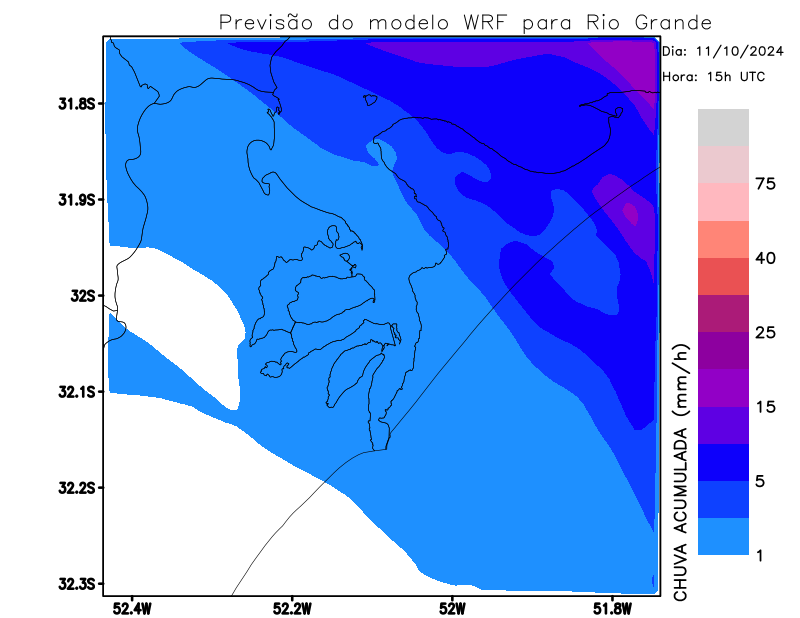 Previsão do modelo WRF para Rio Grande
Dia: 11/10/2024
Hora: 15h UTC
31.8S
31.9S
32S
32.1S
32.2S
32.3S
52.4W
52.2W
52W
51.8W
75
40
25
15
5
1
CHUVA ACUMULADA (mm/h)